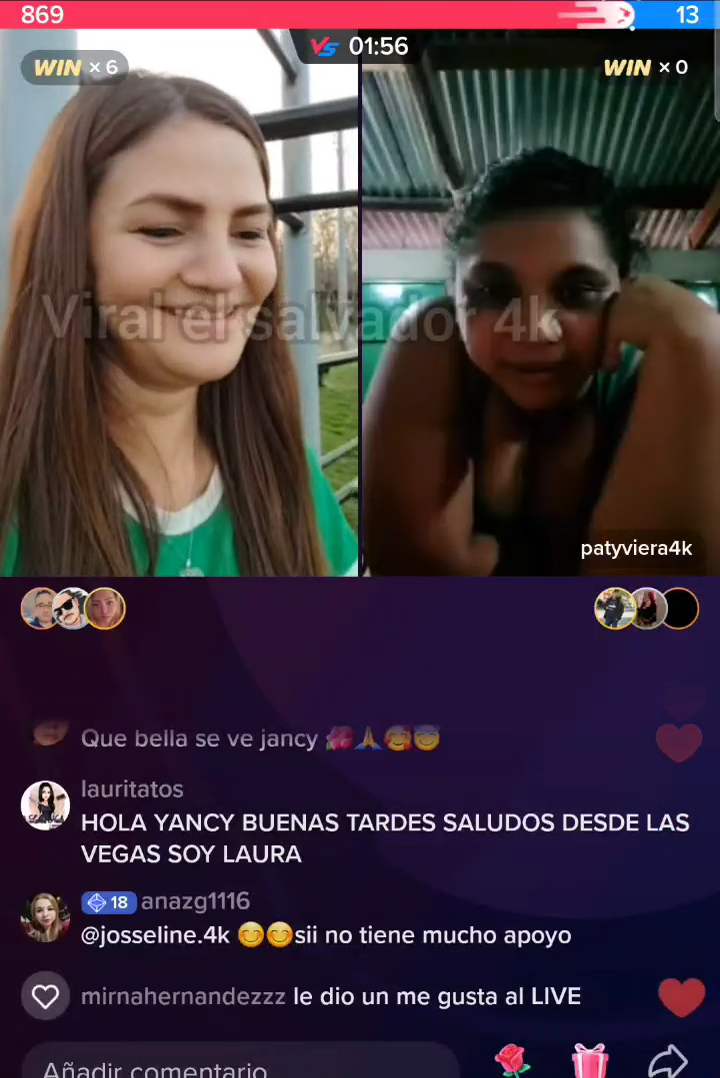 869
13
VS 01:56
WIN × 6
WIN × 0
Viral el salvador 4k
patyviera4k
Que bella se ve jancy 🌺🙏🥰😇
lauritatos
HOLA YANCY BUENAS TARDES SALUDOS DESDE LAS
VEGAS SOY LAURA
18 anazg1116
@josseline.4k 😊😊sii no tiene mucho apoyo
mirnahernandezzz le dio un me gusta al LIVE
Añadir comentario